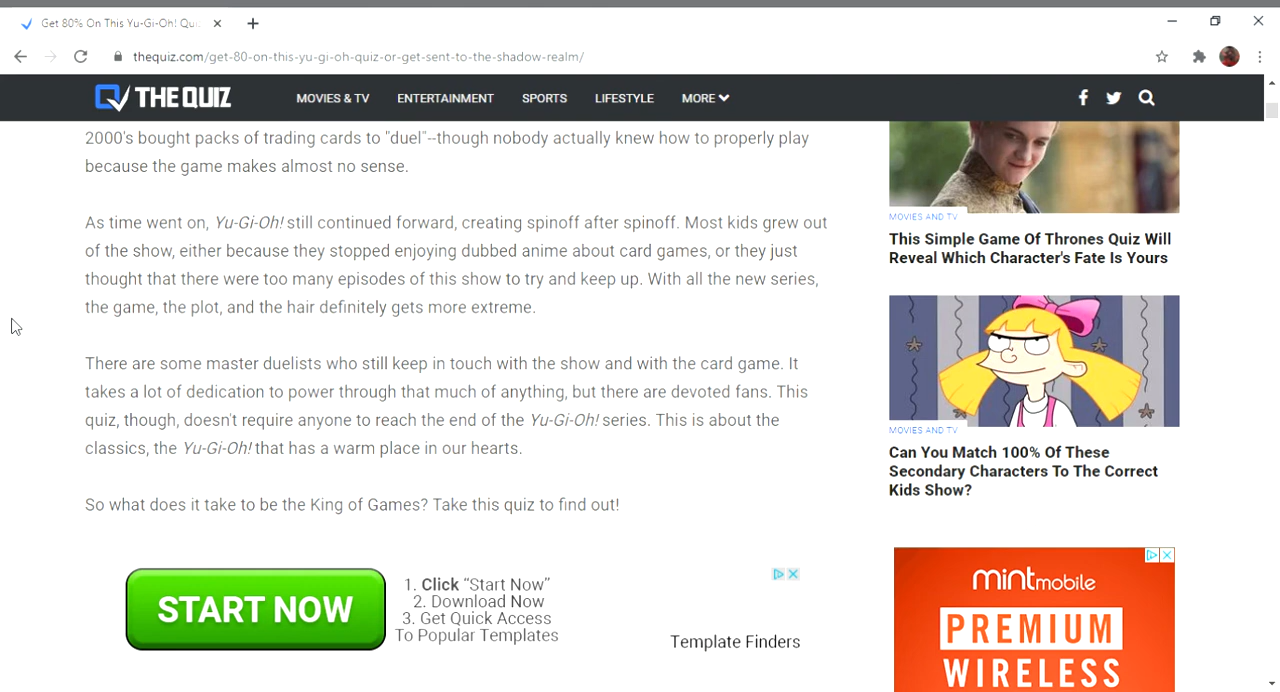 Get 80% On This Yu-Gi-Oh! Qui
thequiz.com/get-80-on-this-yu-gi-oh-quiz-or-get-sent-to-the-shadow-realm/
THE QUIZ
MOVIES & TV ENTERTAINMENT SPORTS LIFESTYLE MORE
2000's bought packs of trading cards to "duel"--though nobody actually knew how to properly play
because the game makes almost no sense.
As time went on, Yu-Gi-Oh! still continued forward, creating spinoff after spinoff. Most kids grew out
of the show, either because they stopped enjoying dubbed anime about card games, or they just
thought that there were too many episodes of this show to try and keep up. With all the new series,
the game, the plot, and the hair definitely gets more extreme.
There are some master duelists who still keep in touch with the show and with the card game. It
takes a lot of dedication to power through that much of anything, but there are devoted fans. This
quiz, though, doesn't require anyone to reach the end of the Yu-Gi-Oh! series. This is about the
classics, the Yu-Gi-Oh! that has a warm place in our hearts.
So what does it take to be the King of Games? Take this quiz to find out!
START NOW
1. Click “Start Now”
2. Download Now
3. Get Quick Access
To Popular Templates
Template Finders
MOVIES AND TV
This Simple Game Of Thrones Quiz Will
Reveal Which Character's Fate Is Yours
MOVIES AND TV
Can You Match 100% Of These
Secondary Characters To The Correct
Kids Show?
mintmobile
PREMIUM
WIRELESS